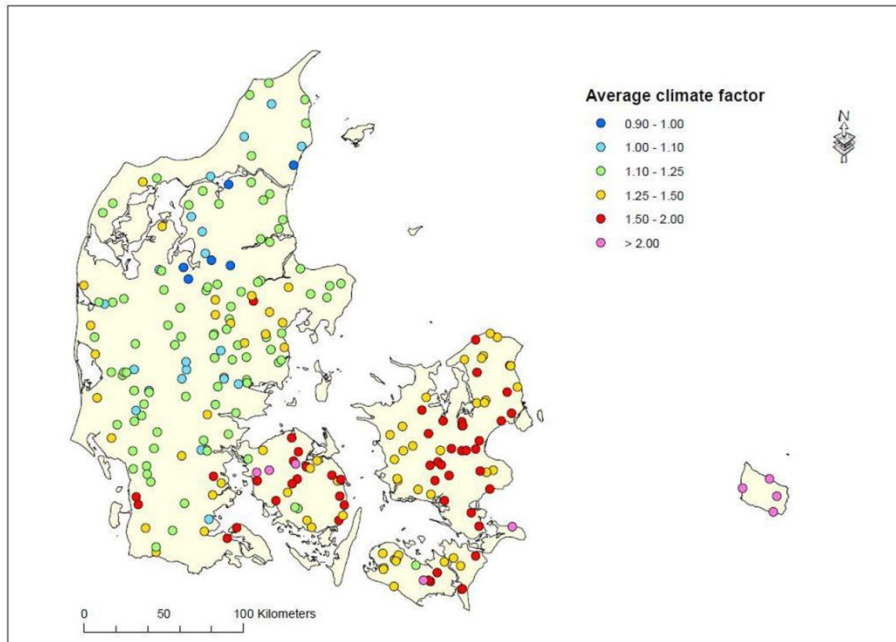 Average climate factor
N
0.90 - 1.00
1.00 - 1.10
1.10 - 1.25
1.25 - 1.50
1.50 - 2.00
> 2.00
0 50 100 Kilometers